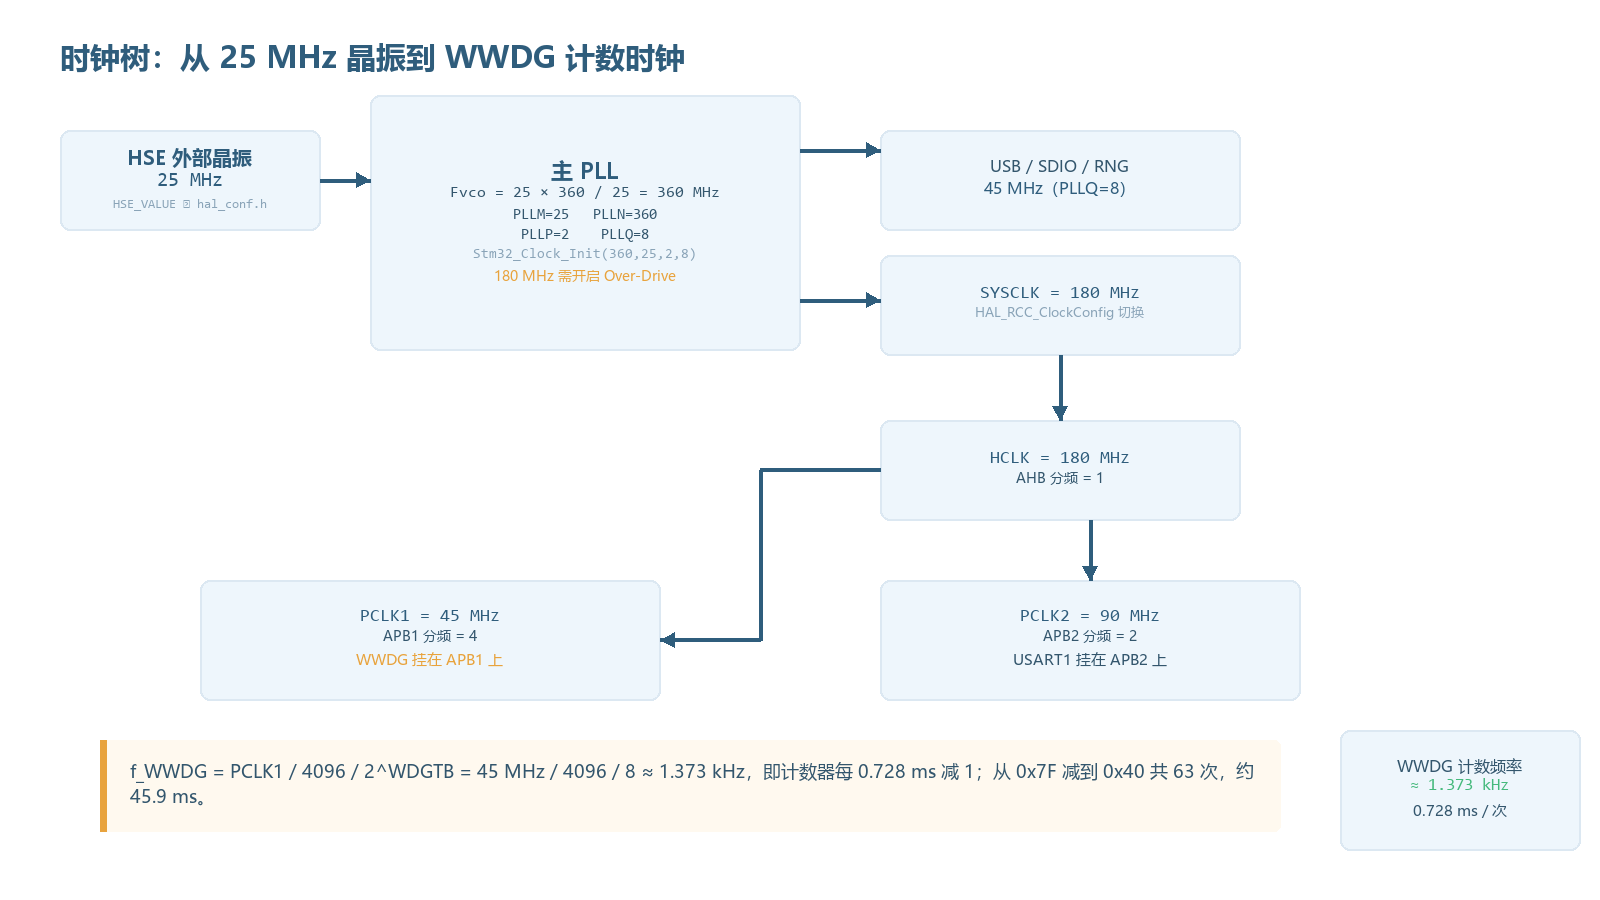 时钟树：从 25 MHz 晶振到 WWDG 计数时钟
HSE 外部晶振
25 MHz
HSE_VALUE hal_conf.h
主 PLL
Fvco = 25 × 360 / 25 = 360 MHz
PLLM=25 PLLN=360
PLLP=2 PLLQ=8
Stm32_Clock_Init(360,25,2,8)
180 MHz 需开启 Over-Drive
USB / SDIO / RNG
45 MHz（PLLQ=8）
SYSCLK = 180 MHz
HAL_RCC_ClockConfig 切换
HCLK = 180 MHz
AHB 分频 = 1
PCLK1 = 45 MHz
APB1 分频 = 4
WWDG 挂在 APB1 上
PCLK2 = 90 MHz
APB2 分频 = 2
USART1 挂在 APB2 上
f_WWDG = PCLK1 / 4096 / 2^WDGTB = 45 MHz / 4096 / 8 ≈ 1.373 kHz，即计数器每 0.728 ms 减 1；从 0x7F 减到 0x40 共 63 次，约
45.9 ms。
WWDG 计数频率
≈ 1.373 kHz
0.728 ms / 次